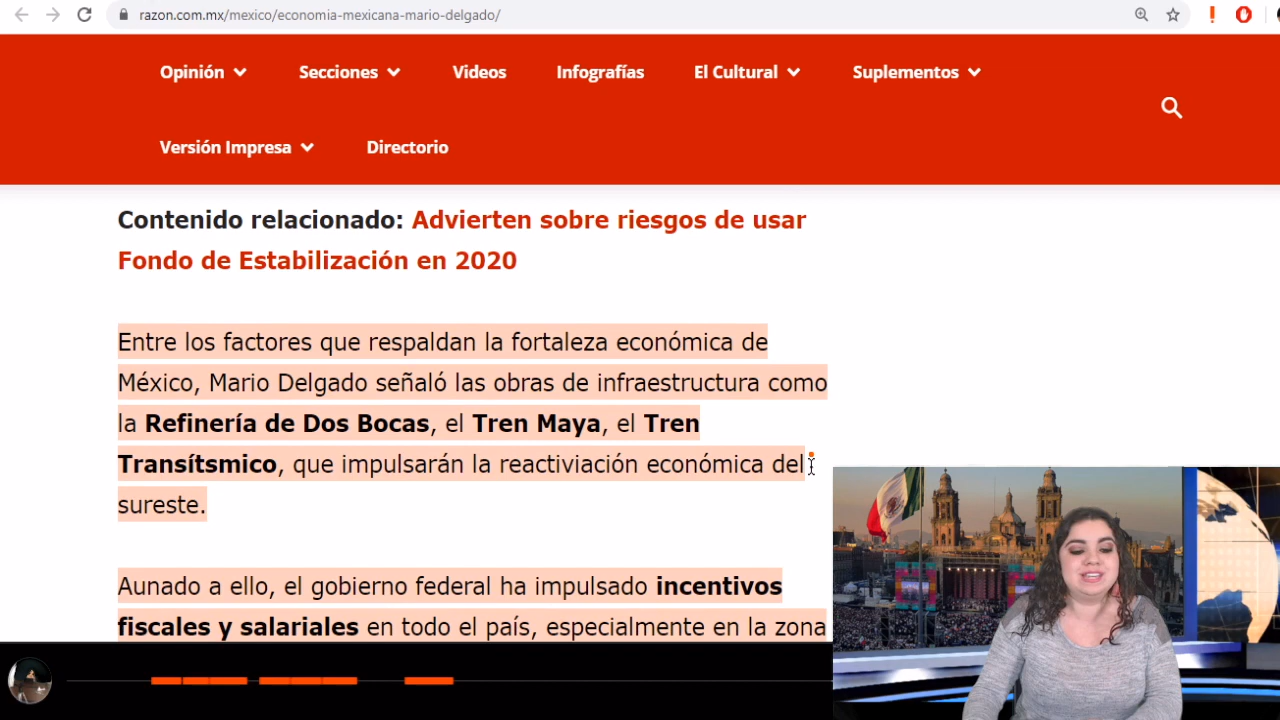 razon.com.mx/mexico/economia-mexicana-mario-delgado/
Opinión Secciones Videos Infografías El Cultural Suplementos
Versión Impresa Directorio
Contenido relacionado: Advierten sobre riesgos de usar
Fondo de Estabilización en 2020
Entre los factores que respaldan la fortaleza económica de
México, Mario Delgado señaló las obras de infraestructura como
la Refinería de Dos Bocas, el Tren Maya, el Tren
Transítsmico, que impulsarán la reactiviación económica del
sureste.
Aunado a ello, el gobierno federal ha impulsado incentivos
fiscales y salariales en todo el país, especialmente en la zona